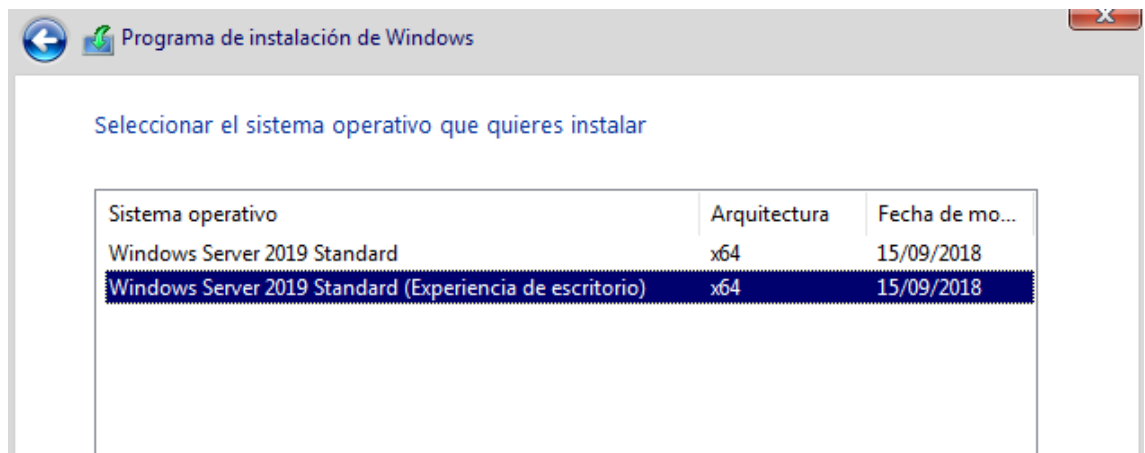 Programa de instalación de Windows
Seleccionar el sistema operativo que quieres instalar
Sistema operativo Arquitectura Fecha de mo...
Windows Server 2019 Standard x64 15/09/2018
Windows Server 2019 Standard (Experiencia de escritorio) x64 15/09/2018